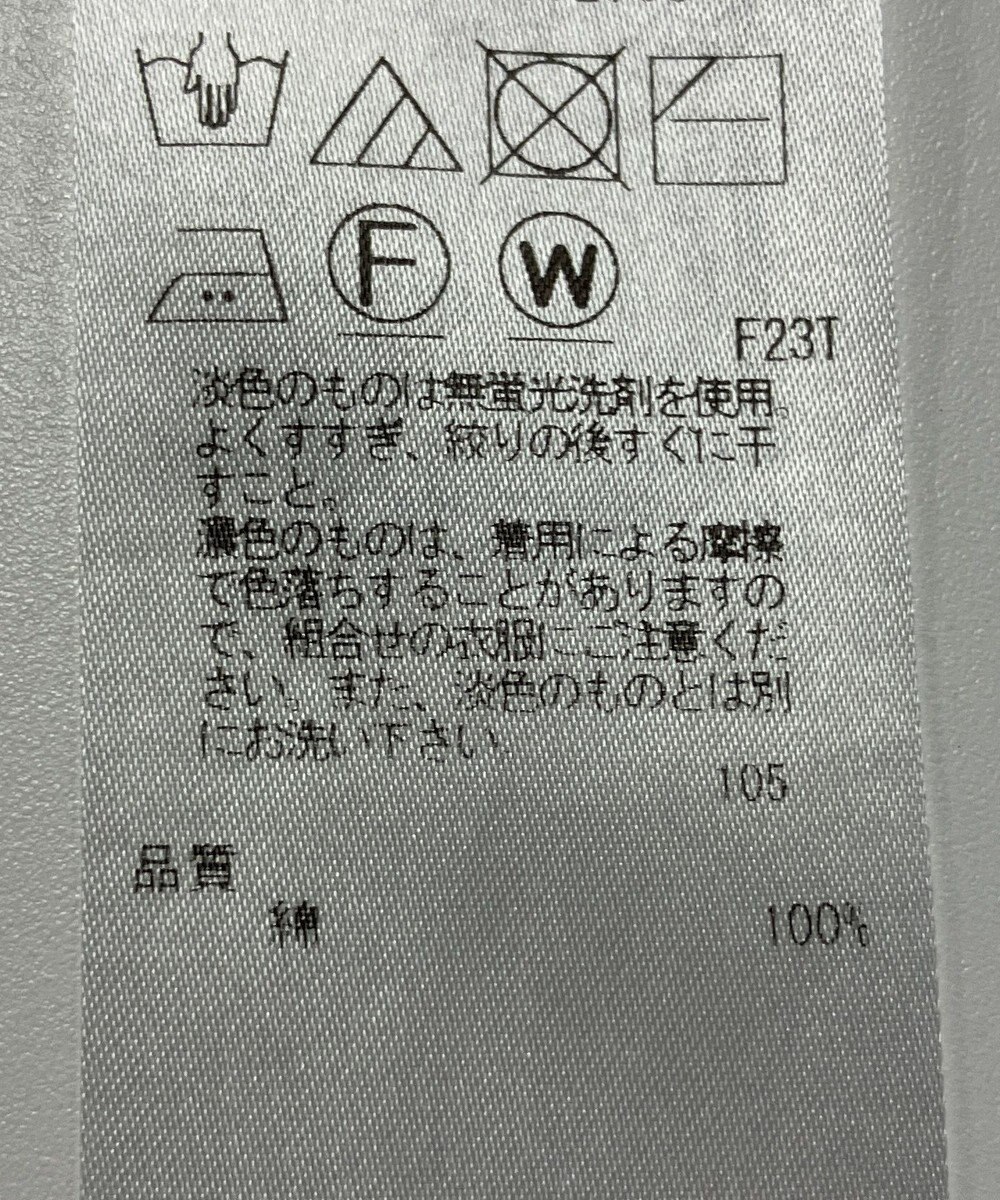 F
W
F23T
淡色のものは無蛍光洗剤を使用。
よくすすぎ、絞りの後すぐに干
すこと。
濃色のものは、着用による摩擦
で色落ちすることがありますの
で、組合せの衣服にご注意くだ
さい。また、淡色のものとは別
にお洗い下さい。
105
品質
綿 100%